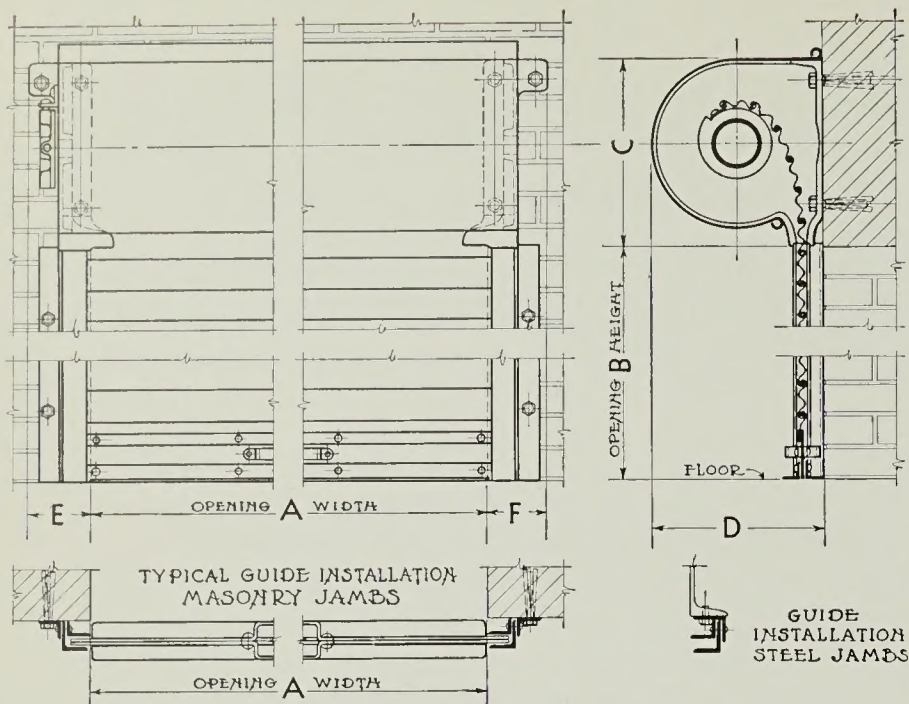 C
OPENING B HEIGHT
FLOOR
E
OPENING A WIDTH
F
D
TYPICAL GUIDE INSTALLATION
MASONRY JAMBS
OPENING A WIDTH
GUIDE
INSTALLATION
STEEL JAMBS